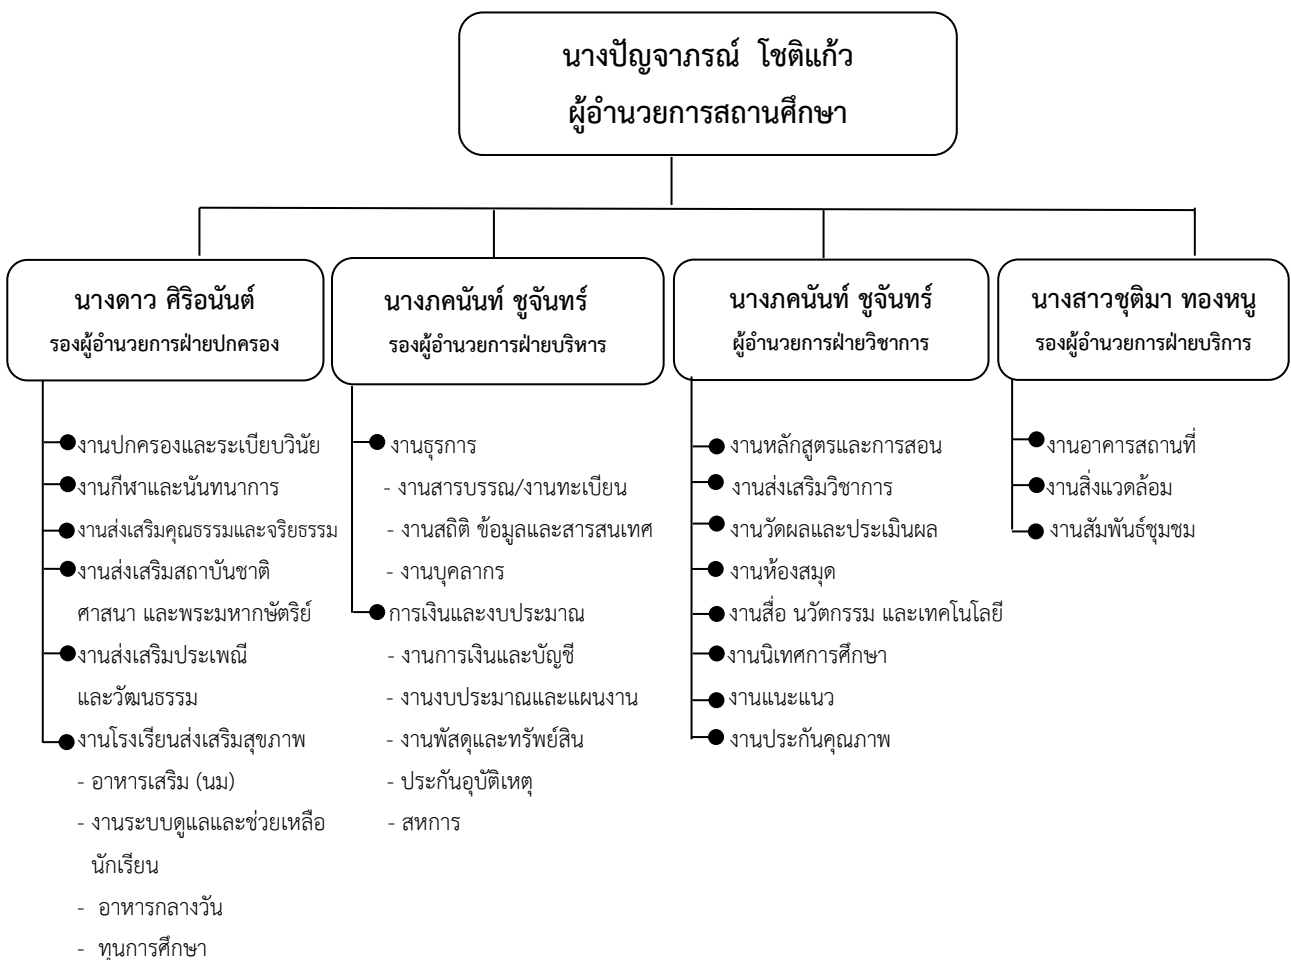 นางปัญจาภรณ์ โชติแก้ว
ผู้อำนวยการสถานศึกษา
นางดาว ศิริอนันต์
รองผู้อำนวยการฝ่ายปกครอง
งานปกครองและระเบียบวินัย
งานกีฬาและนันทนาการ
งานส่งเสริมคุณธรรมและจริยธรรม
งานส่งเสริมสถาบันชาติ
ศาสนา และพระมหากษัตริย์
งานส่งเสริมประเพณี
และวัฒนธรรม
งานโรงเรียนส่งเสริมสุขภาพ
- อาหารเสริม (นม)
- งานระบบดูแลและช่วยเหลือ
นักเรียน
- อาหารกลางวัน
- ทุนการศึกษา
นางภคนันท์ ชูจันทร์
รองผู้อำนวยการฝ่ายบริหาร
งานธุรการ
- งานสารบรรณ/งานทะเบียน
- งานสถิติ ข้อมูลและสารสนเทศ
- งานบุคลากร
การเงินและงบประมาณ
- งานการเงินและบัญชี
- งานงบประมาณและแผนงาน
- งานพัสดุและทรัพย์สิน
- ประกันอุบัติเหตุ
- สหการ
นางภคนันท์ ชูจันทร์
ผู้อำนวยการฝ่ายวิชาการ
งานหลักสูตรและการสอน
งานส่งเสริมวิชาการ
งานวัดผลและประเมินผล
งานห้องสมุด
งานสื่อ นวัตกรรม และเทคโนโลยี
งานนิเทศการศึกษา
งานแนะแนว
งานประกันคุณภาพ
นางสาวชุติมา ทองหนู
รองผู้อำนวยการฝ่ายบริการ
งานอาคารสถานที่
งานสิ่งแวดล้อม
งานสัมพันธ์ชุมชม